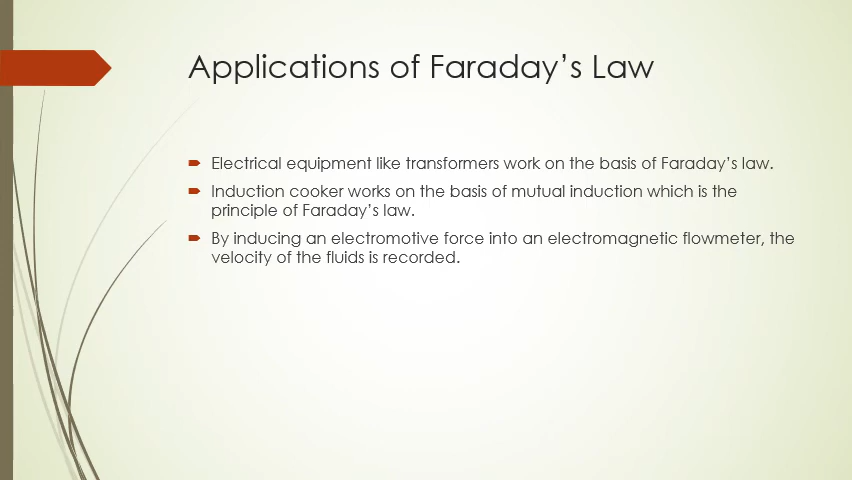 Applications of Faraday’s Law
Electrical equipment like transformers work on the basis of Faraday’s law.
Induction cooker works on the basis of mutual induction which is the
principle of Faraday’s law.
By inducing an electromotive force into an electromagnetic flowmeter, the
velocity of the fluids is recorded.